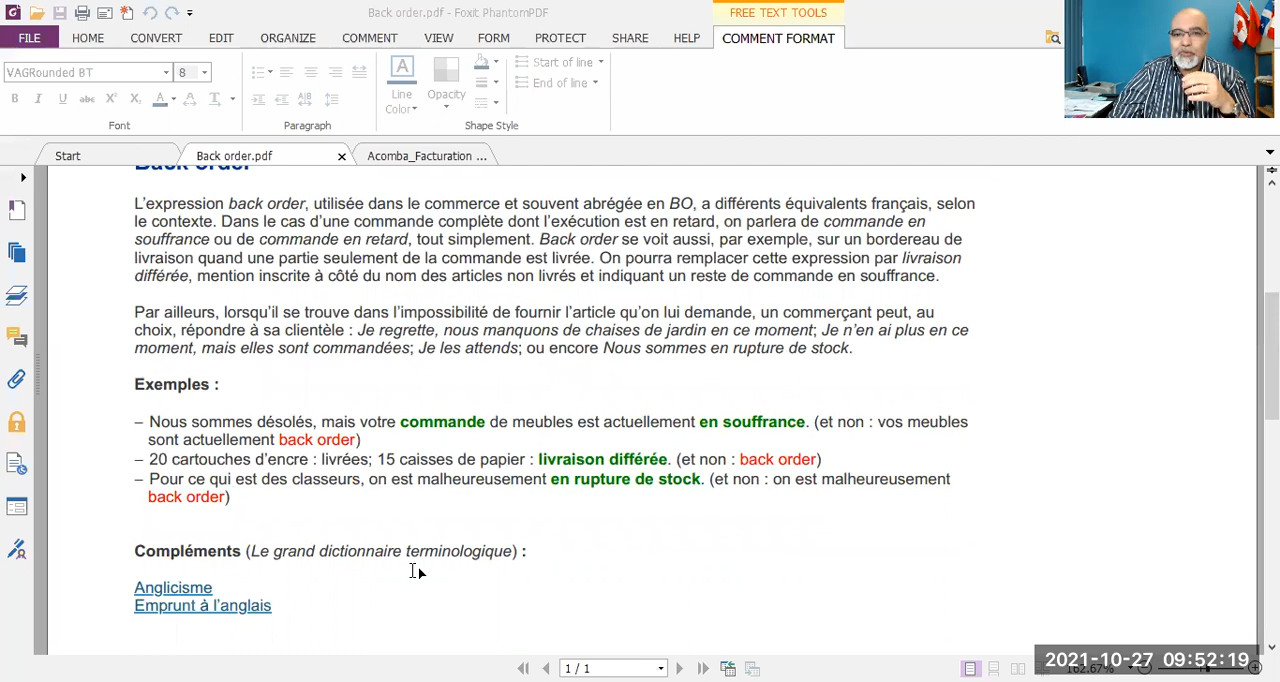 Back order.pdf - Foxit PhantomPDF
FREE TEXT TOOLS
FILE HOME CONVERT EDIT ORGANIZE COMMENT VIEW FORM PROTECT SHARE HELP COMMENT FORMAT
VAGRounded BT 8
Start of line
End of line
Line Color
Opacity
B I U abc X² X₂ A A T
Font Paragraph Shape Style
Start Back order.pdf Acomba_Facturation ...
Back order
L'expression back order, utilisée dans le commerce et souvent abrégée en BO, a différents équivalents français, selon
le contexte. Dans le cas d'une commande complète dont l'exécution est en retard, on parlera de commande en
souffrance ou de commande en retard, tout simplement. Back order se voit aussi, par exemple, sur un bordereau de
livraison quand une partie seulement de la commande est livrée. On pourra remplacer cette expression par livraison
différée, mention inscrite à côté du nom des articles non livrés et indiquant un reste de commande en souffrance.
Par ailleurs, lorsqu'il se trouve dans l'impossibilité de fournir l'article qu'on lui demande, un commerçant peut, au
choix, répondre à sa clientèle : Je regrette, nous manquons de chaises de jardin en ce moment; Je n'en ai plus en ce
moment, mais elles sont commandées; Je les attends; ou encore Nous sommes en rupture de stock.
Exemples :
– Nous sommes désolés, mais votre commande de meubles est actuellement en souffrance. (et non : vos meubles
sont actuellement back order)
– 20 cartouches d'encre : livrées; 15 caisses de papier : livraison différée. (et non : back order)
– Pour ce qui est des classeurs, on est malheureusement en rupture de stock. (et non : on est malheureusement
back order)
Compléments (Le grand dictionnaire terminologique) :
Anglicisme
Emprunt à l'anglais
1 / 1
162.67%
2021-10-27 09:52:19